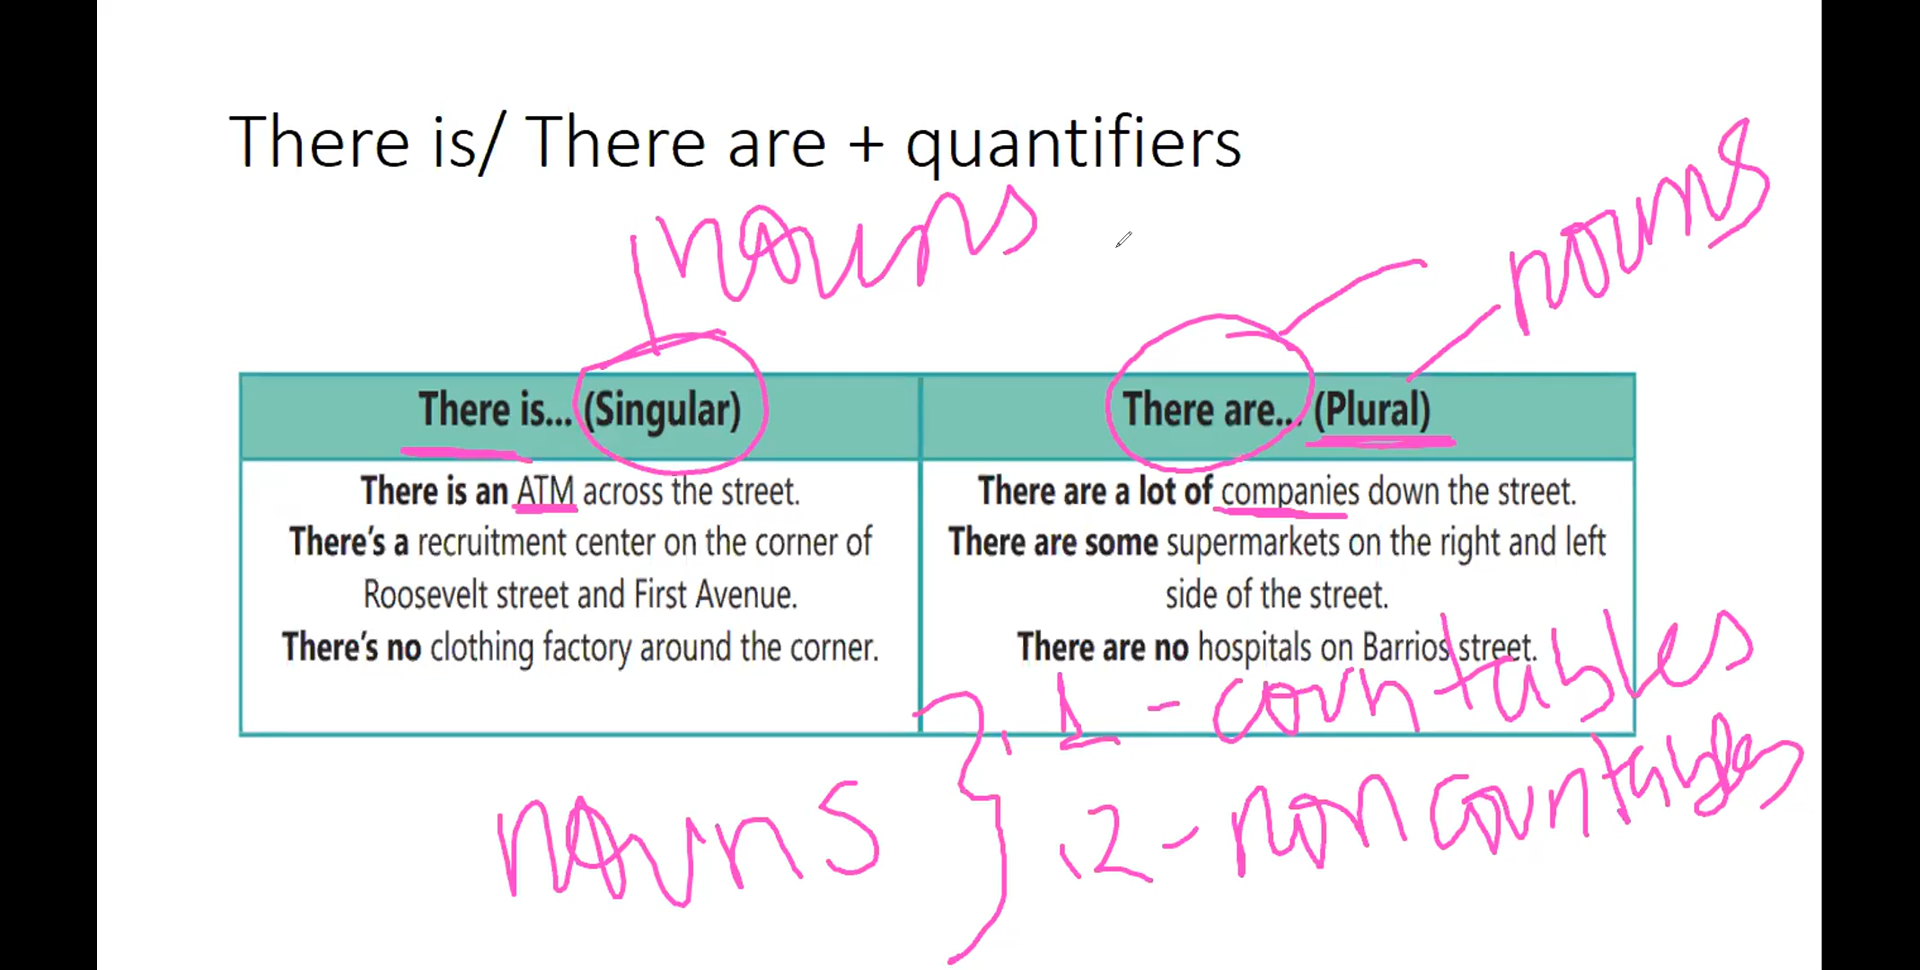 There is/ There are + quantifiers
nouns
nouns
There is... (Singular)
There are... (Plural)
There is an ATM across the street.
There's a recruitment center on the corner of
Roosevelt street and First Avenue.
There's no clothing factory around the corner.
There are a lot of companies down the street.
There are some supermarkets on the right and left
side of the street.
There are no hospitals on Barrios street.
nouns
1 - countables
2 - non countables